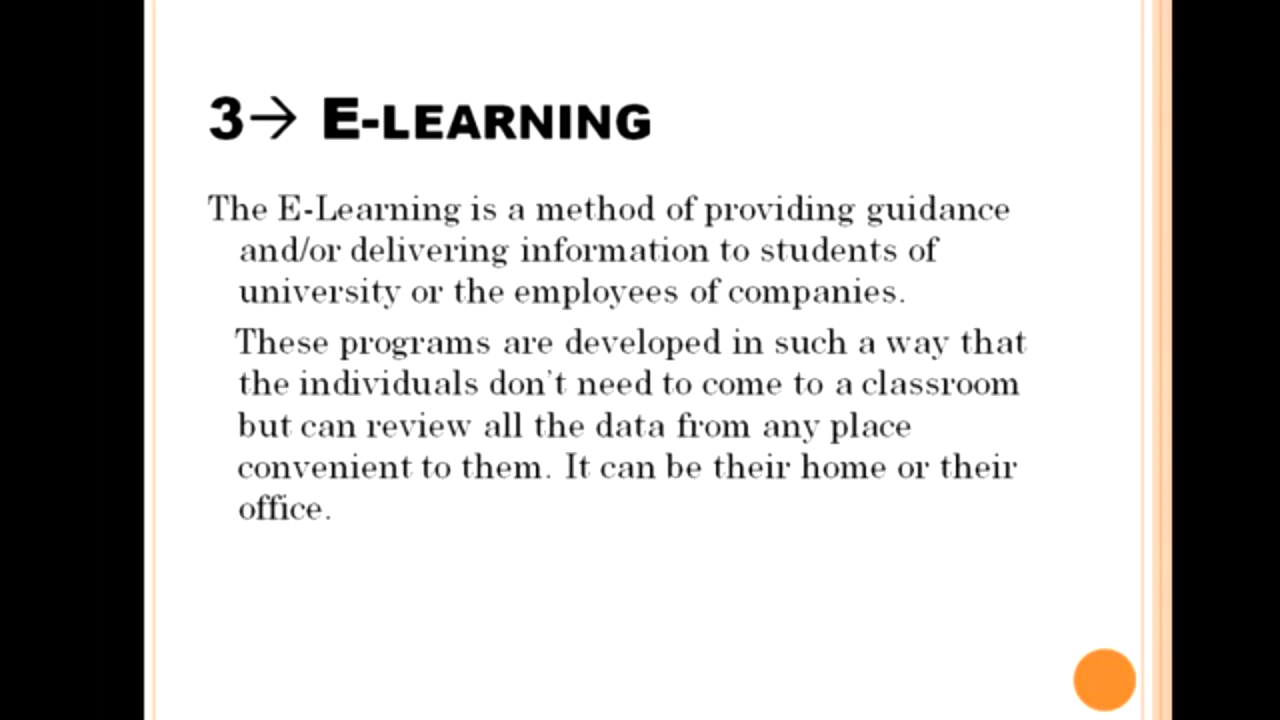 3→ E-LEARNING
The E-Learning is a method of providing guidance
and/or delivering information to students of
university or the employees of companies.
These programs are developed in such a way that
the individuals don't need to come to a classroom
but can review all the data from any place
convenient to them. It can be their home or their
office.